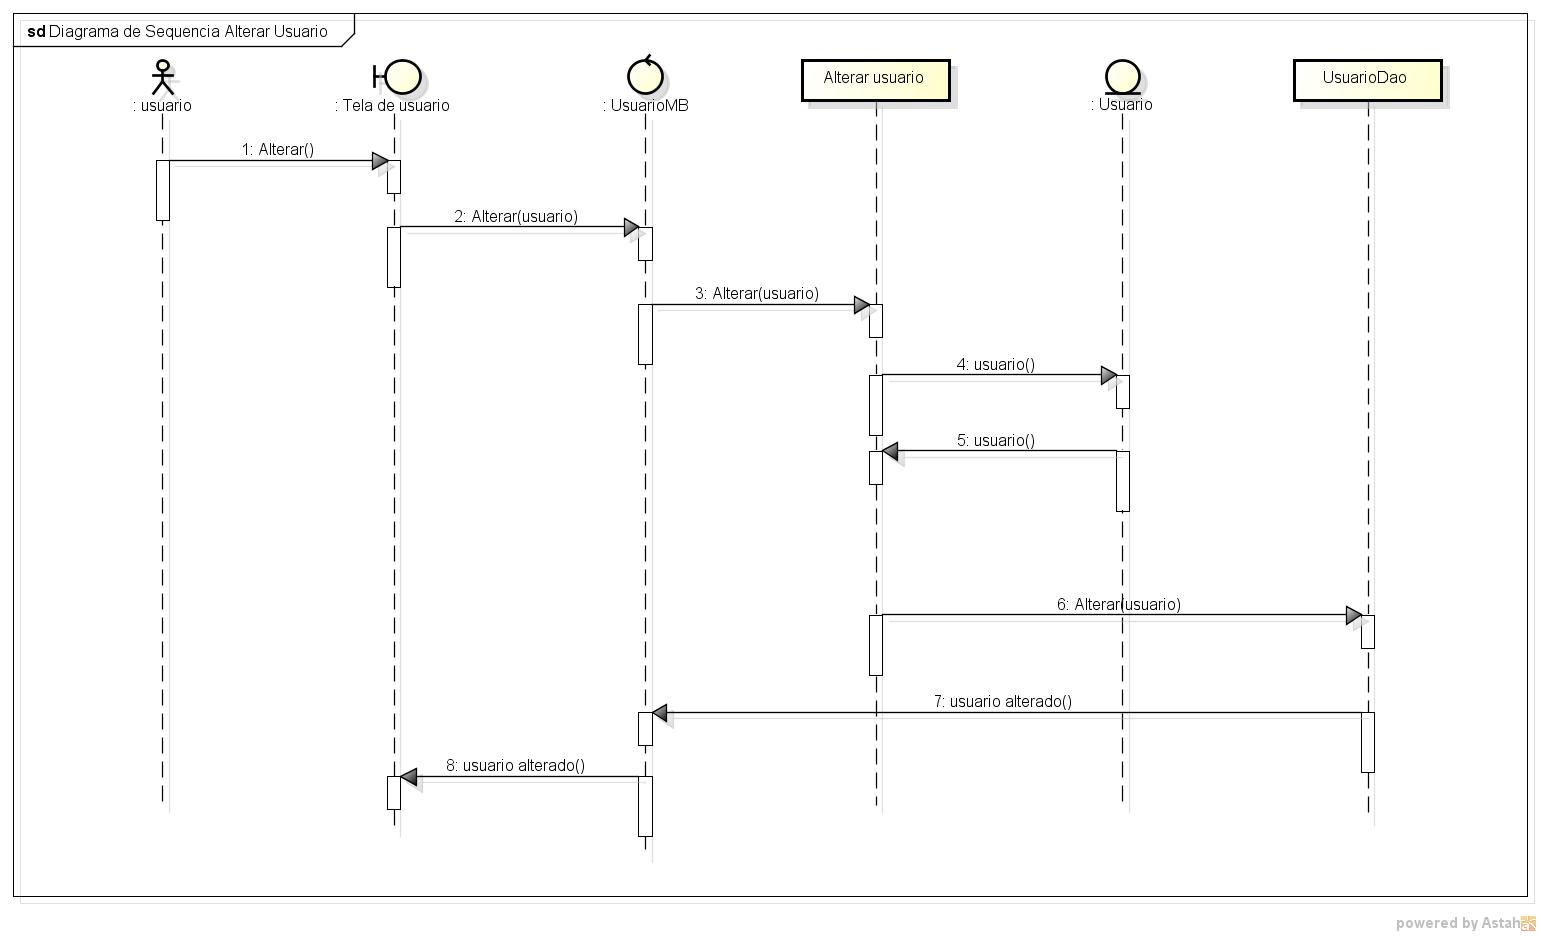 sd Diagrama de Sequencia Alterar Usuario
: usuario
: Tela de usuario
: UsuarioMB
Alterar usuario
: Usuario
UsuarioDao
1: Alterar()
2: Alterar(usuario)
3: Alterar(usuario)
4: usuario()
5: usuario()
6: Alterar(usuario)
7: usuario alterado()
8: usuario alterado()
powered by Astah